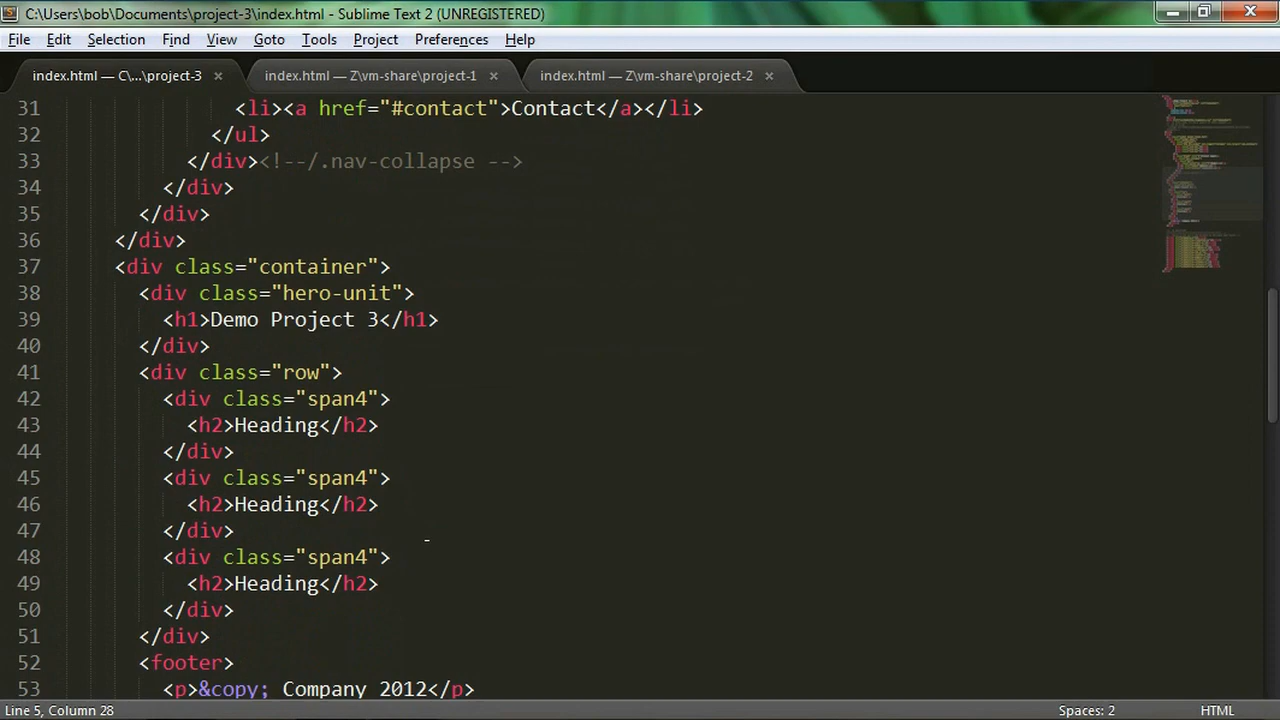 C:\Users\bob\Documents\project-3\index.html - Sublime Text 2 (UNREGISTERED)
File Edit Selection Find View Goto Tools Project Preferences Help
index.html — C\...\project-3 × index.html — Z\vm-share\project-1 × index.html — Z\vm-share\project-2 ×
31 <li><a href="#contact">Contact</a></li>
32 </ul>
33 </div><!--/.nav-collapse -->
34 </div>
35 </div>
36 </div>
37 <div class="container">
38 <div class="hero-unit">
39 <h1>Demo Project 3</h1>
40 </div>
41 <div class="row">
42 <div class="span4">
43 <h2>Heading</h2>
44 </div>
45 <div class="span4">
46 <h2>Heading</h2>
47 </div>
48 <div class="span4">
49 <h2>Heading</h2>
50 </div>
51 </div>
52 <footer>
53 <p>&copy; Company 2012</p>
Line 5, Column 28 Spaces: 2 HTML